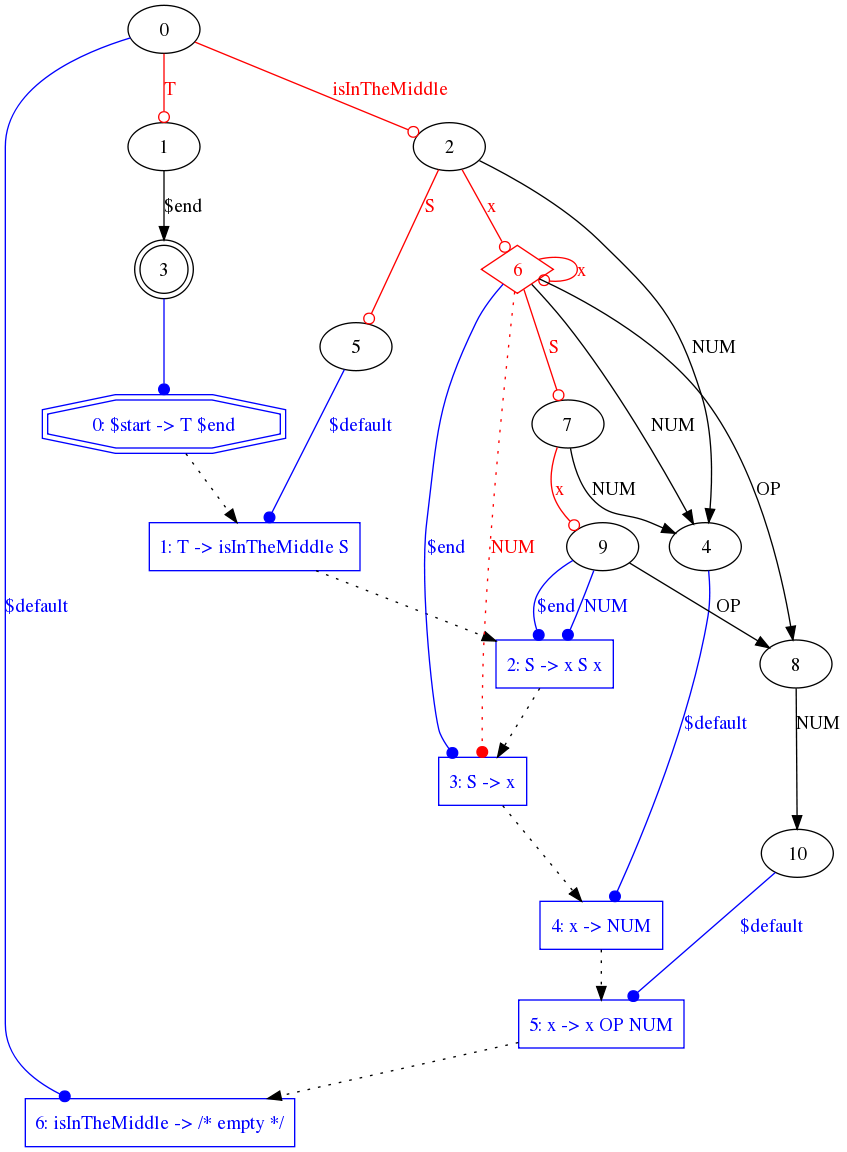 0
T
isInTheMiddle
1
2
$end
S
x
3
6
x
5
NUM
S
0: $start -> T $end
$default
7
NUM
x
NUM
OP
1: T -> isInTheMiddle S
$end
NUM
9
4
$default
$end
NUM
OP
2: S -> x S x
8
$default
NUM
3: S -> x
10
4: x -> NUM
$default
5: x -> x OP NUM
6: isInTheMiddle -> /* empty */